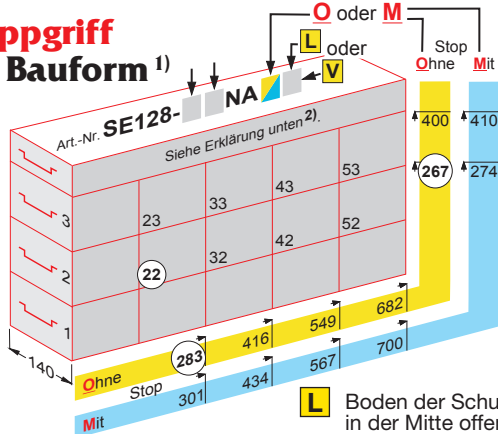 ppgriff
Bauform 1)
O oder M
L oder
V
Stop
Ohne Mit
Art.-Nr. SE128- NA
Siehe Erklärung unten 2).
400 410
267 274
3 23 33 43 53
2 22 32 42 52
1
140
Ohne 283 416 549 682
Stop
Mit 301 434 567 700
L Boden der Schu
in der Mitte offe